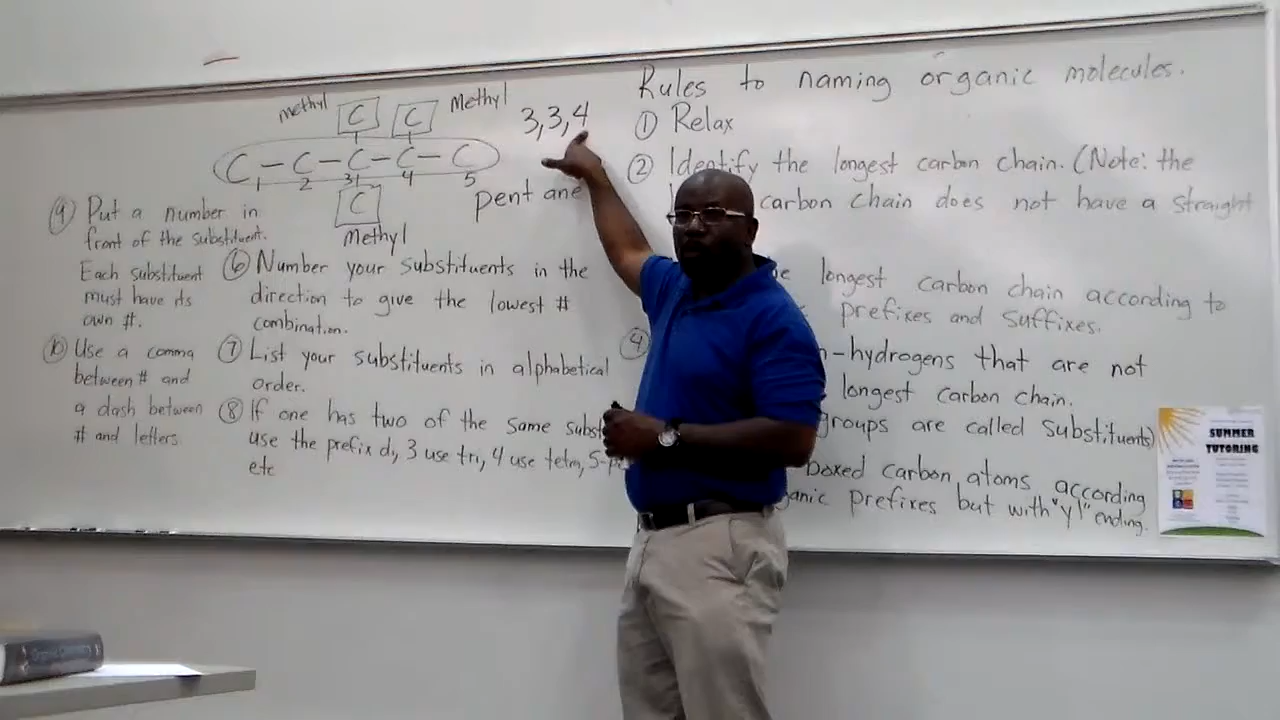 methyl C C Methyl
3,3,4
C – C – C – C – C
1 2 3 4 5
C
Methyl
pent ane
Rules to naming organic molecules.
① Relax
② Identify the longest carbon chain. (Note: the
carbon chain does not have a straight
longest carbon chain according to
prefixes and suffixes.
④
n-hydrogens that are not
longest carbon chain.
groups are called substituents)
boxed carbon atoms according
prefixes but with "yl" ending.
⑥ Number your substituents in the
direction to give the lowest #
combination.
⑦ List your substituents in alphabetical
order.
⑧ If one has two of the same subst
use the prefix di, 3 use tri, 4 use tetra, 5-p
etc
⑨ Put a number in
front of the substituent.
Each substituent
must have its
own #.
⑩ Use a comma
between # and
a dash between
# and letters
SUMMER
TUTORING
Organic Chemistry